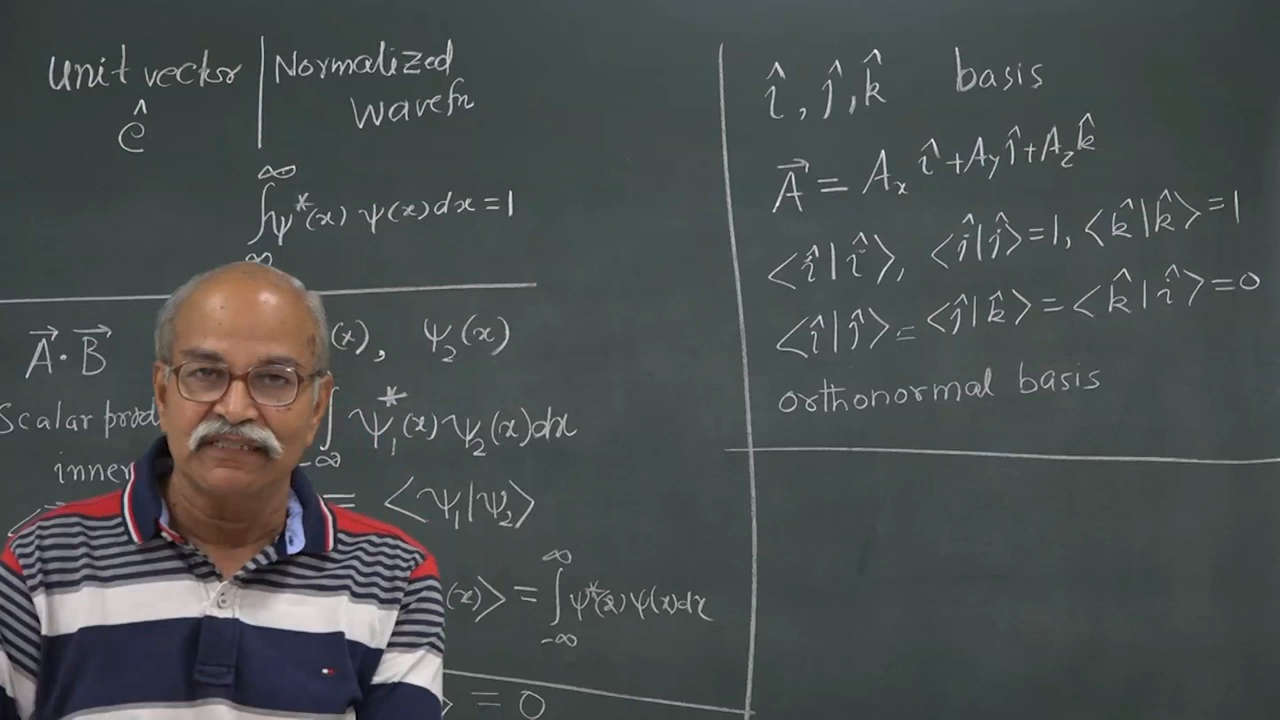 unit vector | Normalized
ê wavefn
∞
∫ψ*(x) ψ(x)dx = 1
∞
A⃗·B⃗ (x), ψ₂(x)
Scalar prod ∫ ψ₁*(x)ψ₂(x)dx
-∞
inner = ⟨ψ₁|ψ₂⟩
∞
(x)⟩ = ∫ψ*(x)ψ(x)dx
-∞
⟩ = 0
î, ĵ, k̂ basis
A⃗ = Aₓ î + A_y ĵ + A_z k̂
⟨î|î⟩, ⟨ĵ|ĵ⟩=1, ⟨k̂|k̂⟩=1
⟨î|ĵ⟩ = ⟨ĵ|k̂⟩ = ⟨k̂|î⟩ = 0
orthonormal basis